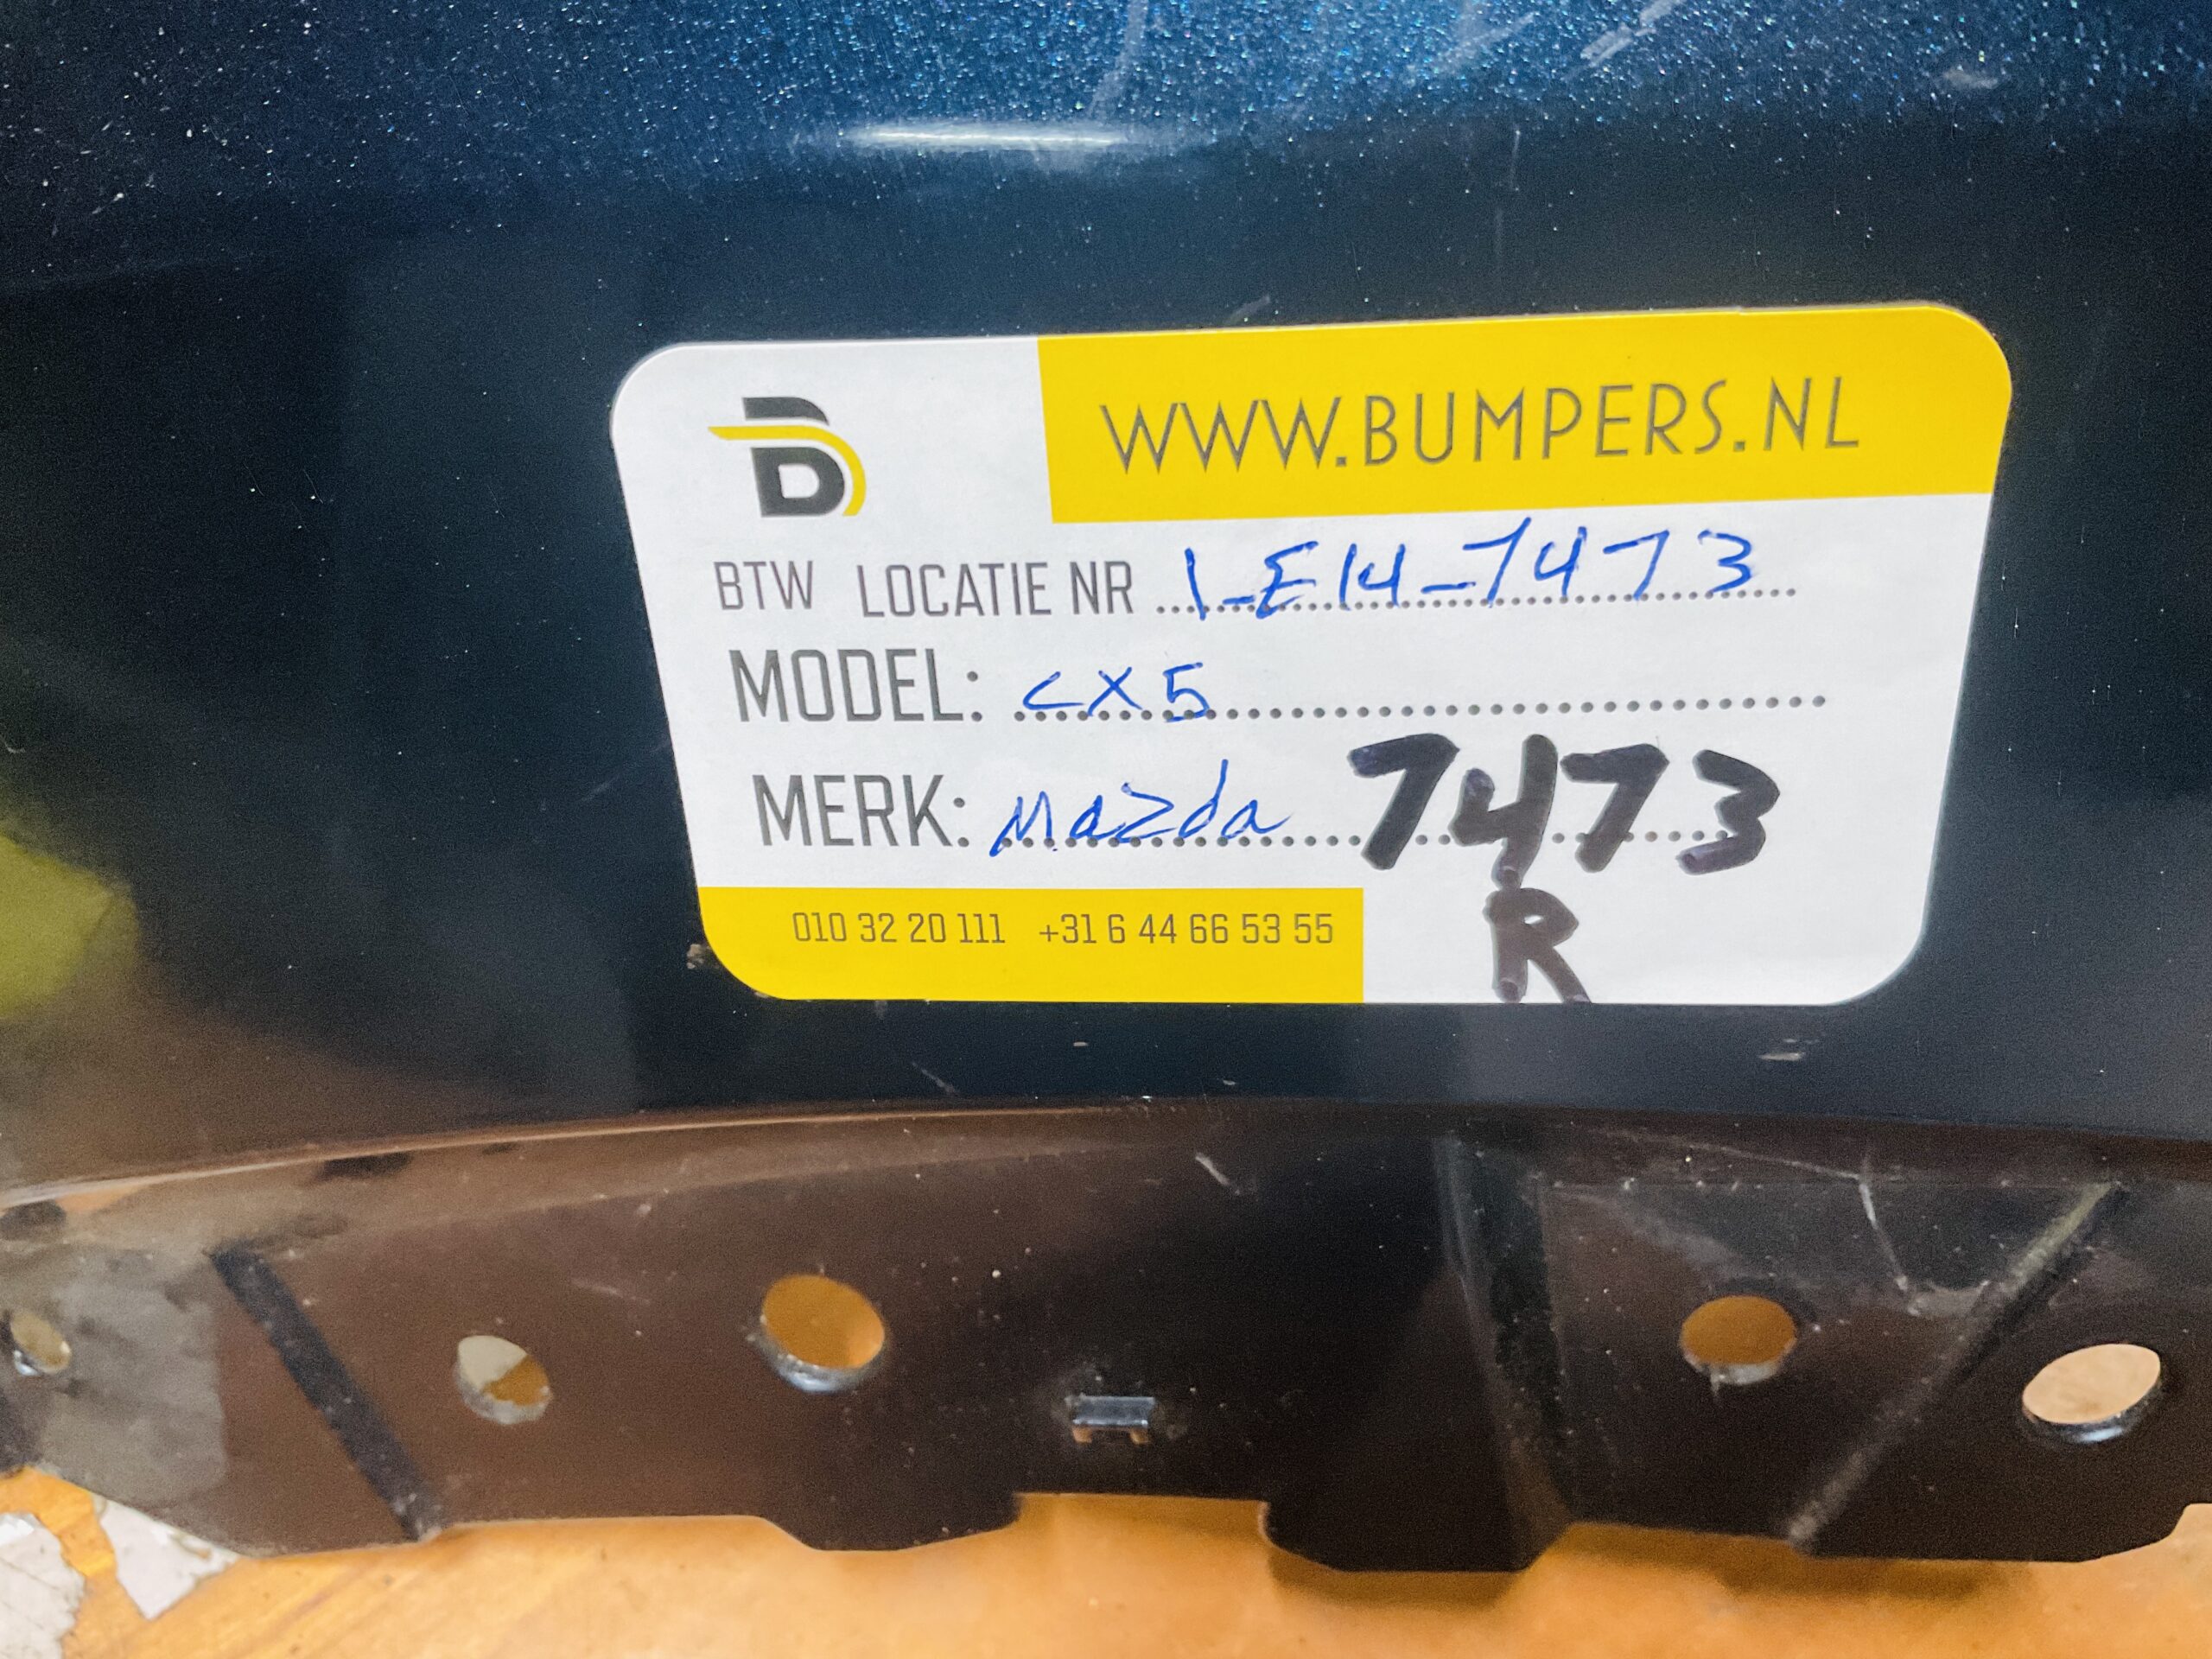 WWW.BUMPERS.NL
BTW LOCATIE NR 1-E14-7473
MODEL: CX5
MERK: Mazda 7473
R
010 32 20 111 +31 6 44 66 53 55